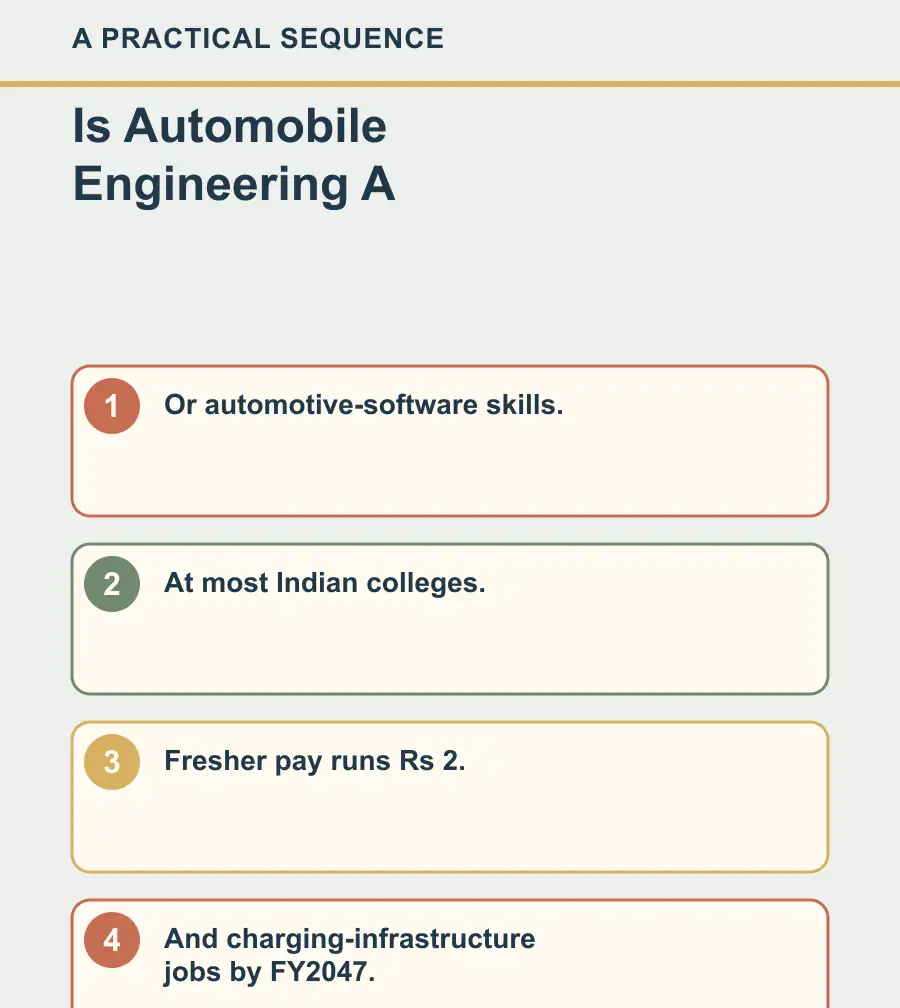 A PRACTICAL SEQUENCE
Is Automobile
Engineering A
1
Or automotive-software skills.
2
At most Indian colleges.
3
Fresher pay runs Rs 2.
4
And charging-infrastructure
jobs by FY2047.